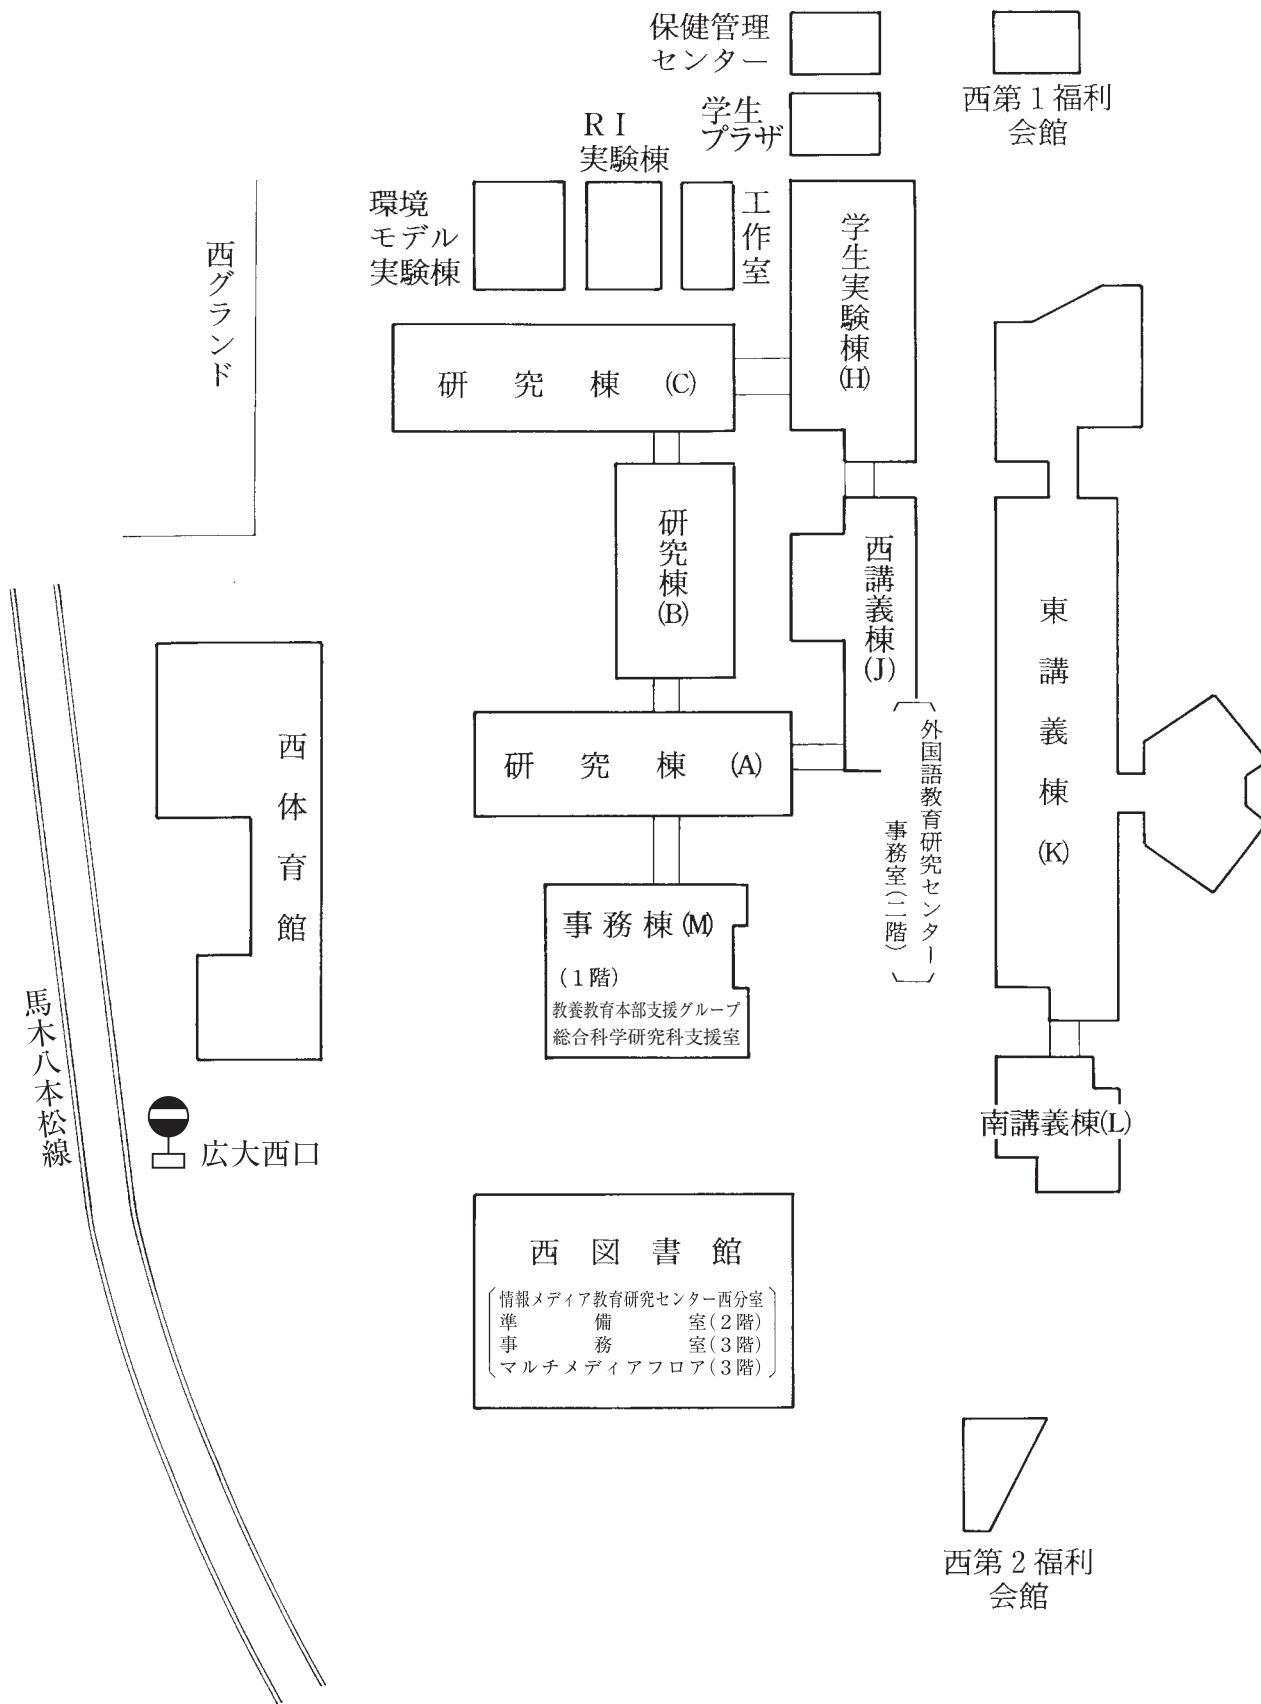 保健管理
センター
西第1福利
会館
学生
プラザ
RI
実験棟
環境
モデル
実験棟
工作室
学生実験棟(H)
西グランド
研究棟(C)
研究棟(B)
西講義棟(J)
東講義棟(K)
外国語教育研究センター
事務室(二階)
研究棟(A)
西体育館
事務棟(M)
(1階)
教養教育本部支援グループ
総合科学研究科支援室
馬木八本松線
広大西口
南講義棟(L)
西図書館
情報メディア教育研究センター西分室
準備室(2階)
事務室(3階)
マルチメディアフロア(3階)
西第2福利
会館